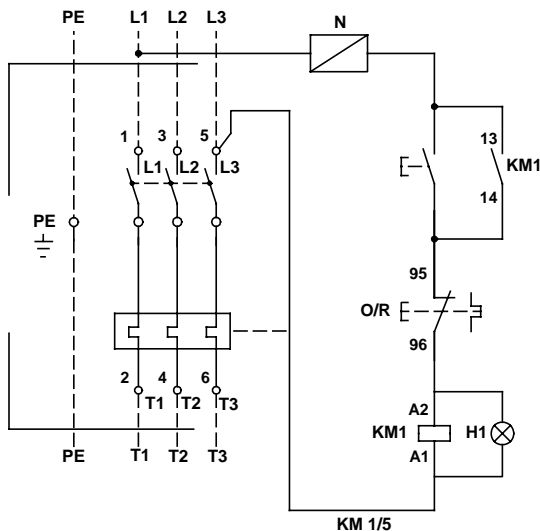 PE L1 L2 L3 N
1 3 5 13
L1 L2 L3 KM1
14
PE
95
O/R
96
2 4 6
T1 T2 T3 A2
KM1 H1
A1
PE T1 T2 T3
KM 1/5